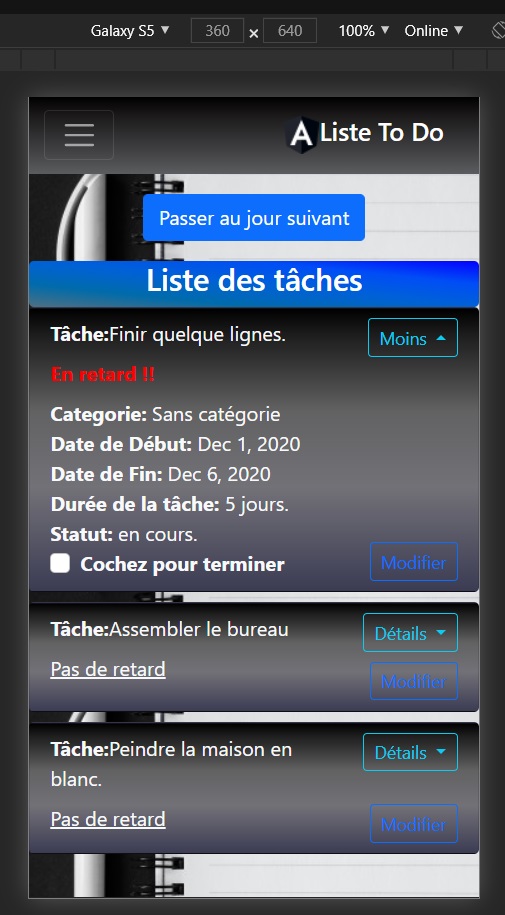 Galaxy S5 ▼ 360 × 640 100% ▼ Online ▼
Liste To Do
Passer au jour suivant
Liste des tâches
Tâche:Finir quelque lignes.
Moins
En retard !!
Categorie: Sans catégorie
Date de Début: Dec 1, 2020
Date de Fin: Dec 6, 2020
Durée de la tâche: 5 jours.
Statut: en cours.
Cochez pour terminer
Modifier
Tâche:Assembler le bureau
Détails
Pas de retard
Modifier
Tâche:Peindre la maison en
blanc.
Détails
Pas de retard
Modifier